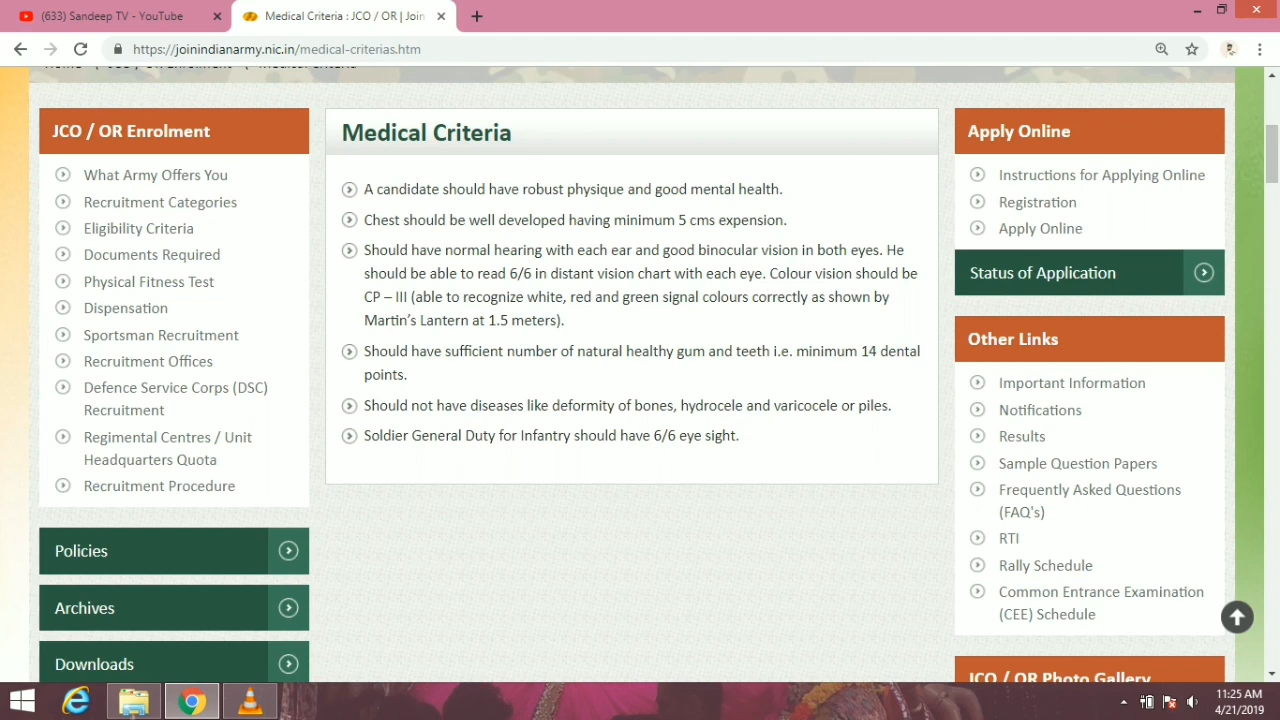 (633) Sandeep TV - YouTube
Medical Criteria : JCO / OR | Join
https://joinindianarmy.nic.in/medical-criterias.htm
JCO / OR Enrolment
What Army Offers You
Recruitment Categories
Eligibility Criteria
Documents Required
Physical Fitness Test
Dispensation
Sportsman Recruitment
Recruitment Offices
Defence Service Corps (DSC)
Recruitment
Regimental Centres / Unit
Headquarters Quota
Recruitment Procedure
Policies
Archives
Downloads
Medical Criteria
A candidate should have robust physique and good mental health.
Chest should be well developed having minimum 5 cms expension.
Should have normal hearing with each ear and good binocular vision in both eyes. He
should be able to read 6/6 in distant vision chart with each eye. Colour vision should be
CP – III (able to recognize white, red and green signal colours correctly as shown by
Martin's Lantern at 1.5 meters).
Should have sufficient number of natural healthy gum and teeth i.e. minimum 14 dental
points.
Should not have diseases like deformity of bones, hydrocele and varicocele or piles.
Soldier General Duty for Infantry should have 6/6 eye sight.
Apply Online
Instructions for Applying Online
Registration
Apply Online
Status of Application
Other Links
Important Information
Notifications
Results
Sample Question Papers
Frequently Asked Questions
(FAQ's)
RTI
Rally Schedule
Common Entrance Examination
(CEE) Schedule
JCO / OR Photo Gallery
11:25 AM
4/21/2019